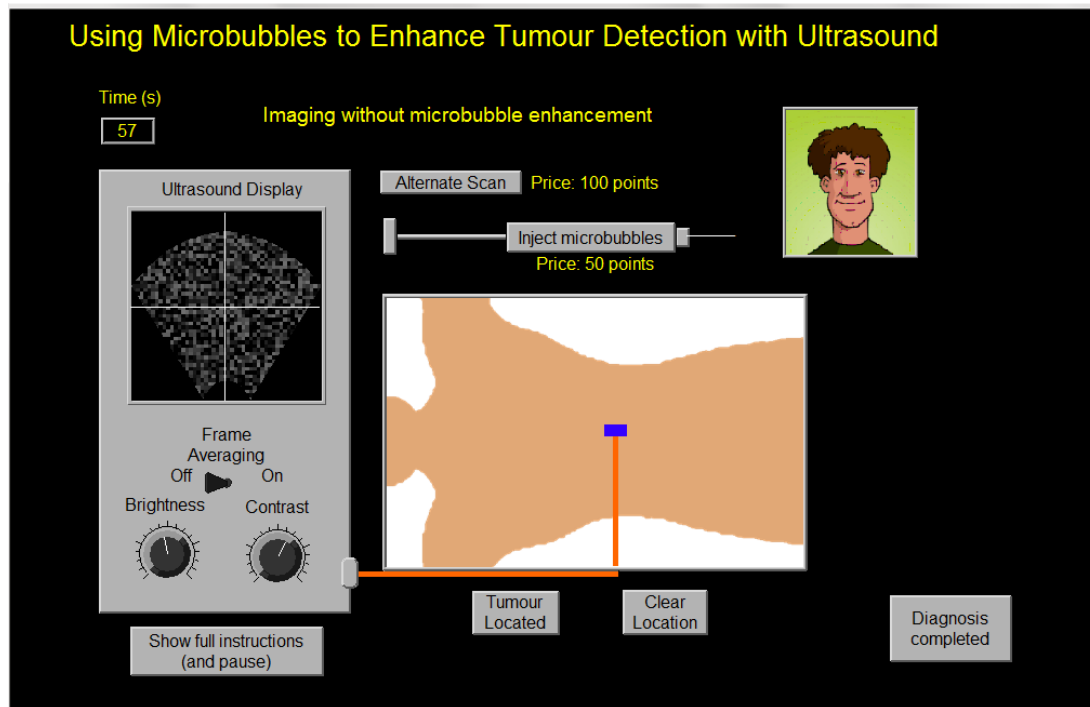 Using Microbubbles to Enhance Tumour Detection with Ultrasound
Time (s)
57
Imaging without microbubble enhancement
Ultrasound Display
Alternate Scan
Price: 100 points
Inject microbubbles
Price: 50 points
Frame
Averaging
Off
On
Brightness
Contrast
Tumour
Located
Clear
Location
Diagnosis
completed
Show full instructions
(and pause)